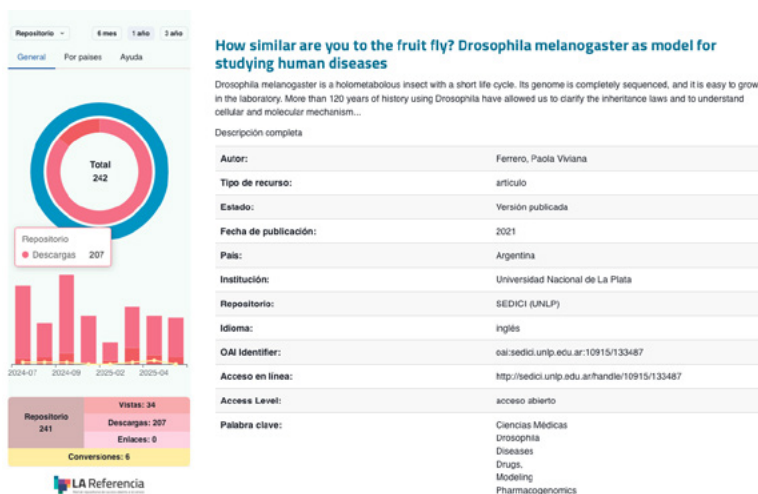 Repositorio
6 mes
1 año
3 año
General
Por países
Ayuda
Total
242
Repositorio
Descargas 207
2024-07
2024-09
2025-02
2025-04
Repositorio
241
Vistas: 34
Descargas: 207
Enlaces: 0
Conversiones: 6
LA Referencia
How similar are you to the fruit fly? Drosophila melanogaster as model for
studying human diseases
Drosophila melanogaster is a holometabolous insect with a short life cycle. Its genome is completely sequenced, and it is easy to grow
in the laboratory. More than 120 years of history using Drosophila have allowed us to clarify the inheritance laws and to understand
cellular and molecular mechanism...
Descripción completa
Autor: Ferrero, Paola Viviana
Tipo de recurso: artículo
Estado: Versión publicada
Fecha de publicación: 2021
País: Argentina
Institución: Universidad Nacional de La Plata
Repositorio: SEDICI (UNLP)
Idioma: inglés
OAI Identifier: oai:sedici.unlp.edu.ar:10915/133487
Acceso en línea: http://sedici.unlp.edu.ar/handle/10915/133487
Access Level: acceso abierto
Palabra clave: Ciencias Médicas
Drosophila
Diseases
Drugs,
Modeling
Pharmacogenomics